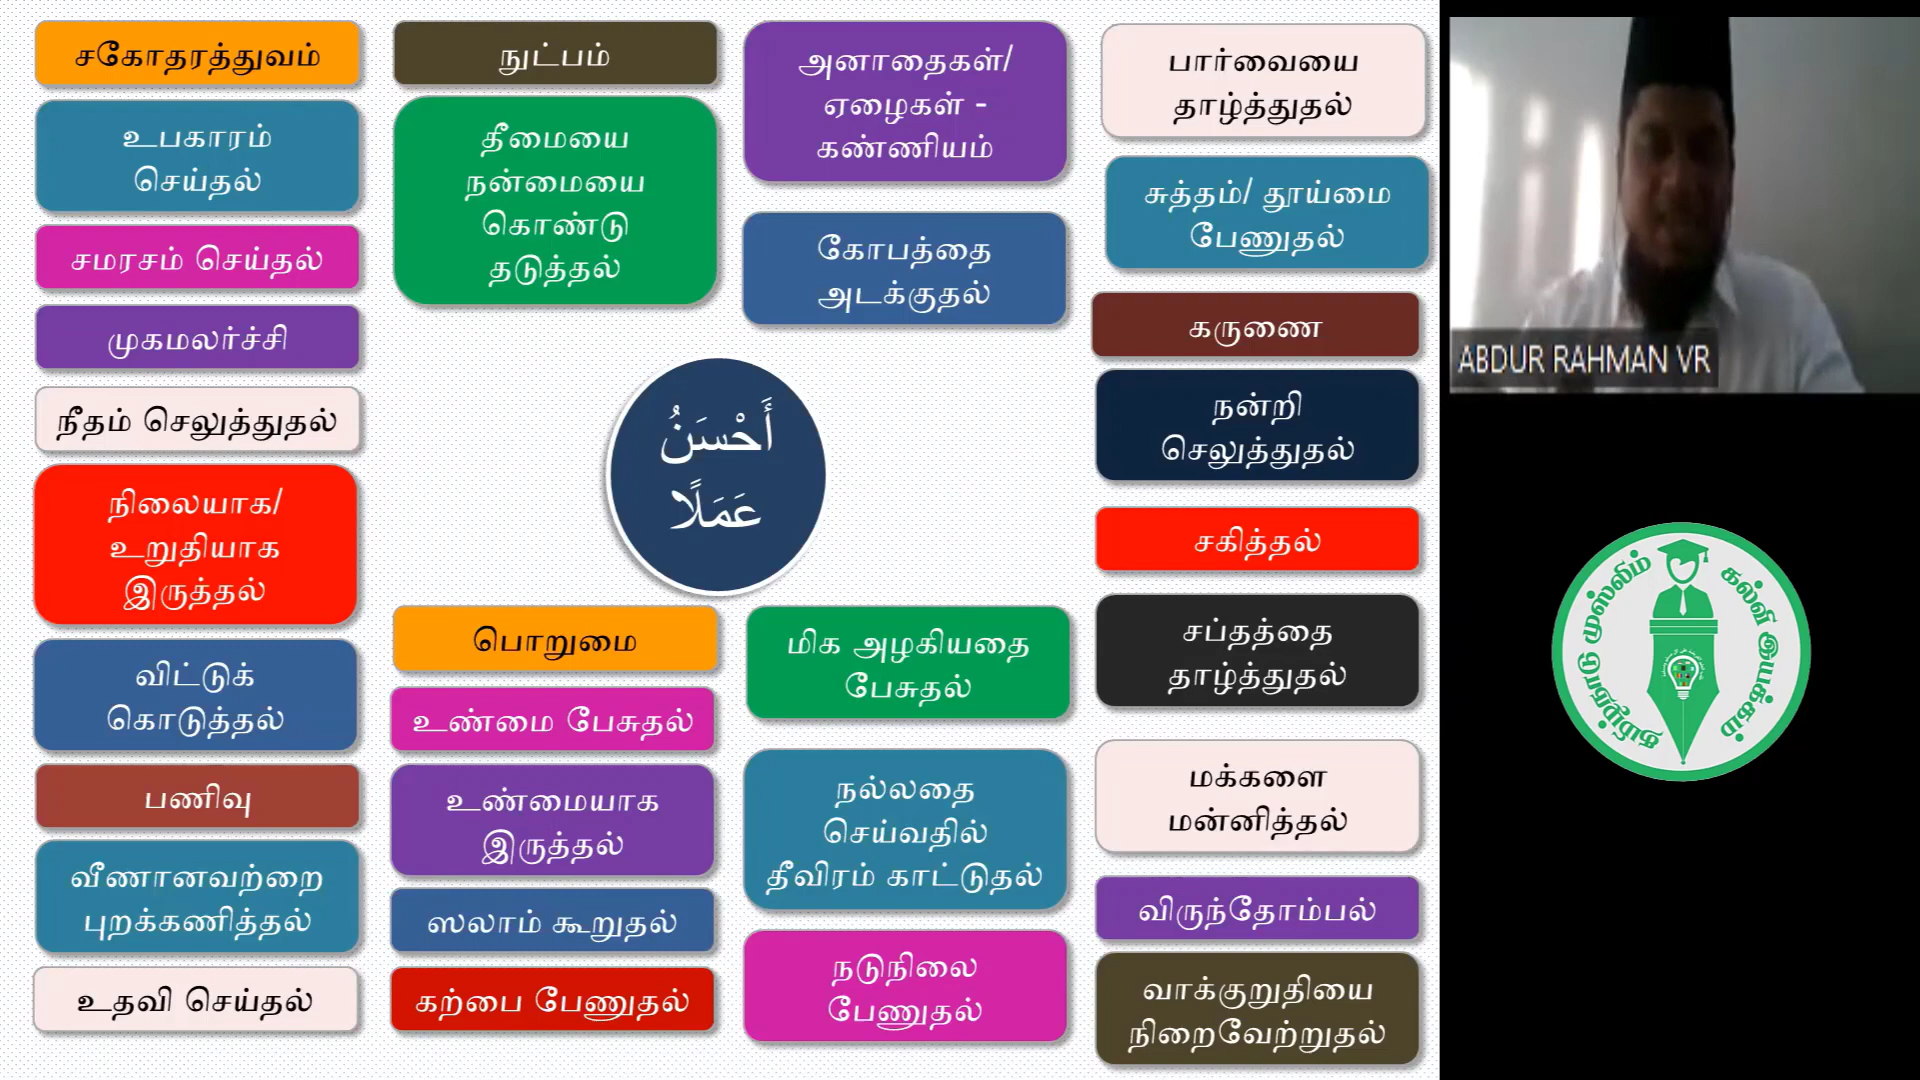 சகோதரத்துவம்
உபகாரம்
செய்தல்
சமரசம் செய்தல்
முகமலர்ச்சி
நீதம் செலுத்துதல்
நிலையாக/
உறுதியாக
இருத்தல்
விட்டுக்
கொடுத்தல்
பணிவு
வீணானவற்றை
புறக்கணித்தல்
உதவி செய்தல்
நுட்பம்
தீமையை
நன்மையை
கொண்டு
தடுத்தல்
أَحْسَنُ
عَمَلًا
பொறுமை
உண்மை பேசுதல்
உண்மையாக
இருத்தல்
ஸலாம் கூறுதல்
கற்பை பேணுதல்
அனாதைகள்/
ஏழைகள் -
கண்ணியம்
கோபத்தை
அடக்குதல்
மிக அழகியதை
பேசுதல்
நல்லதை
செய்வதில்
தீவிரம் காட்டுதல்
நடுநிலை
பேணுதல்
பார்வையை
தாழ்த்துதல்
சுத்தம்/ தூய்மை
பேணுதல்
கருணை
நன்றி
செலுத்துதல்
சகித்தல்
சப்தத்தை
தாழ்த்துதல்
மக்களை
மன்னித்தல்
விருந்தோம்பல்
வாக்குறுதியை
நிறைவேற்றுதல்
ABDUR RAHMAN VR
தமிழ்நாடு முஸ்லிம் கல்வி இயக்கம்